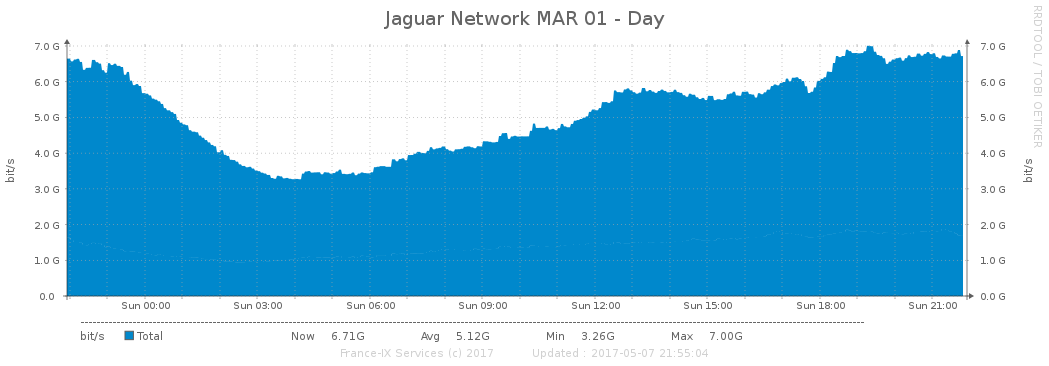 Jaguar Network MAR 01 - Day
RRDTOOL / TOBI OETIKER
7.0 G 7.0 G
6.0 G 6.0 G
5.0 G 5.0 G
4.0 G 4.0 G
3.0 G 3.0 G
2.0 G 2.0 G
1.0 G 1.0 G
0.0 0.0 G
bit/s bit/s
Sun 00:00 Sun 03:00 Sun 06:00 Sun 09:00 Sun 12:00 Sun 15:00 Sun 18:00 Sun 21:00
bit/s Total Now 6.71G Avg 5.12G Min 3.26G Max 7.00G
France-IX Services (c) 2017 Updated : 2017-05-07 21:55:04